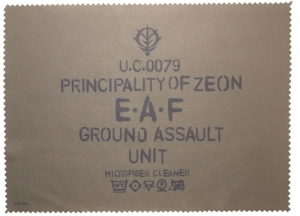 U.C.0079
PRINCIPALITY OF ZEON
E·A·F
GROUND ASSAULT
UNIT
MICROFIBER CLEANER